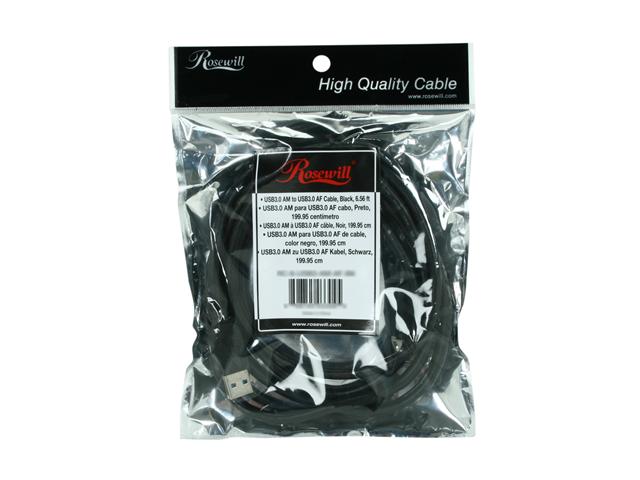 Rosewill
High Quality Cable
www.rosewill.com
Rosewill®
• USB3.0 AM to USB3.0 AF Cable, Black, 6.56 ft
• USB3.0 AM para USB3.0 AF cabo, Preto,
199.95 centímetro
• USB3.0 AM à USB3.0 AF câble, Noir, 199.95 cm
• USB3.0 AM para USB3.0 AF de cable,
color negro, 199.95 cm
• USB3.0 AM zu USB3.0 AF Kabel, Schwarz,
199.95 cm
www.rosewill.com